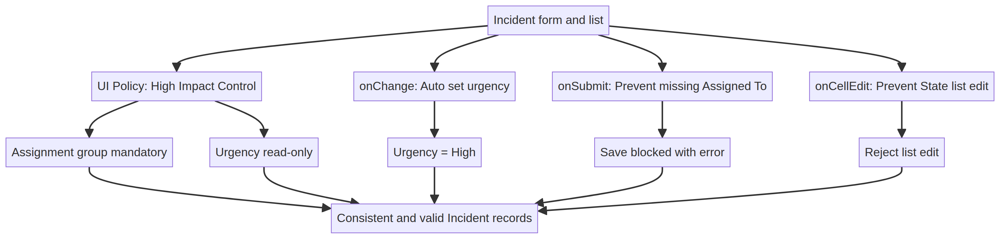 Incident form and list
UI Policy: High Impact Control
onChange: Auto set urgency
onSubmit: Prevent missing Assigned To
onCellEdit: Prevent State list edit
Assignment group mandatory
Urgency read-only
Urgency = High
Save blocked with error
Reject list edit
Consistent and valid Incident records